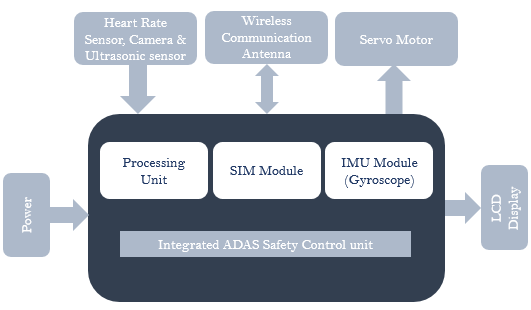 Heart Rate
Sensor, Camera &
Ultrasonic sensor
Wireless
Communication
Antenna
Servo Motor
Processing
Unit
SIM Module
IMU Module
(Gyroscope)
Power
LCD
Display
Integrated ADAS Safety Control unit